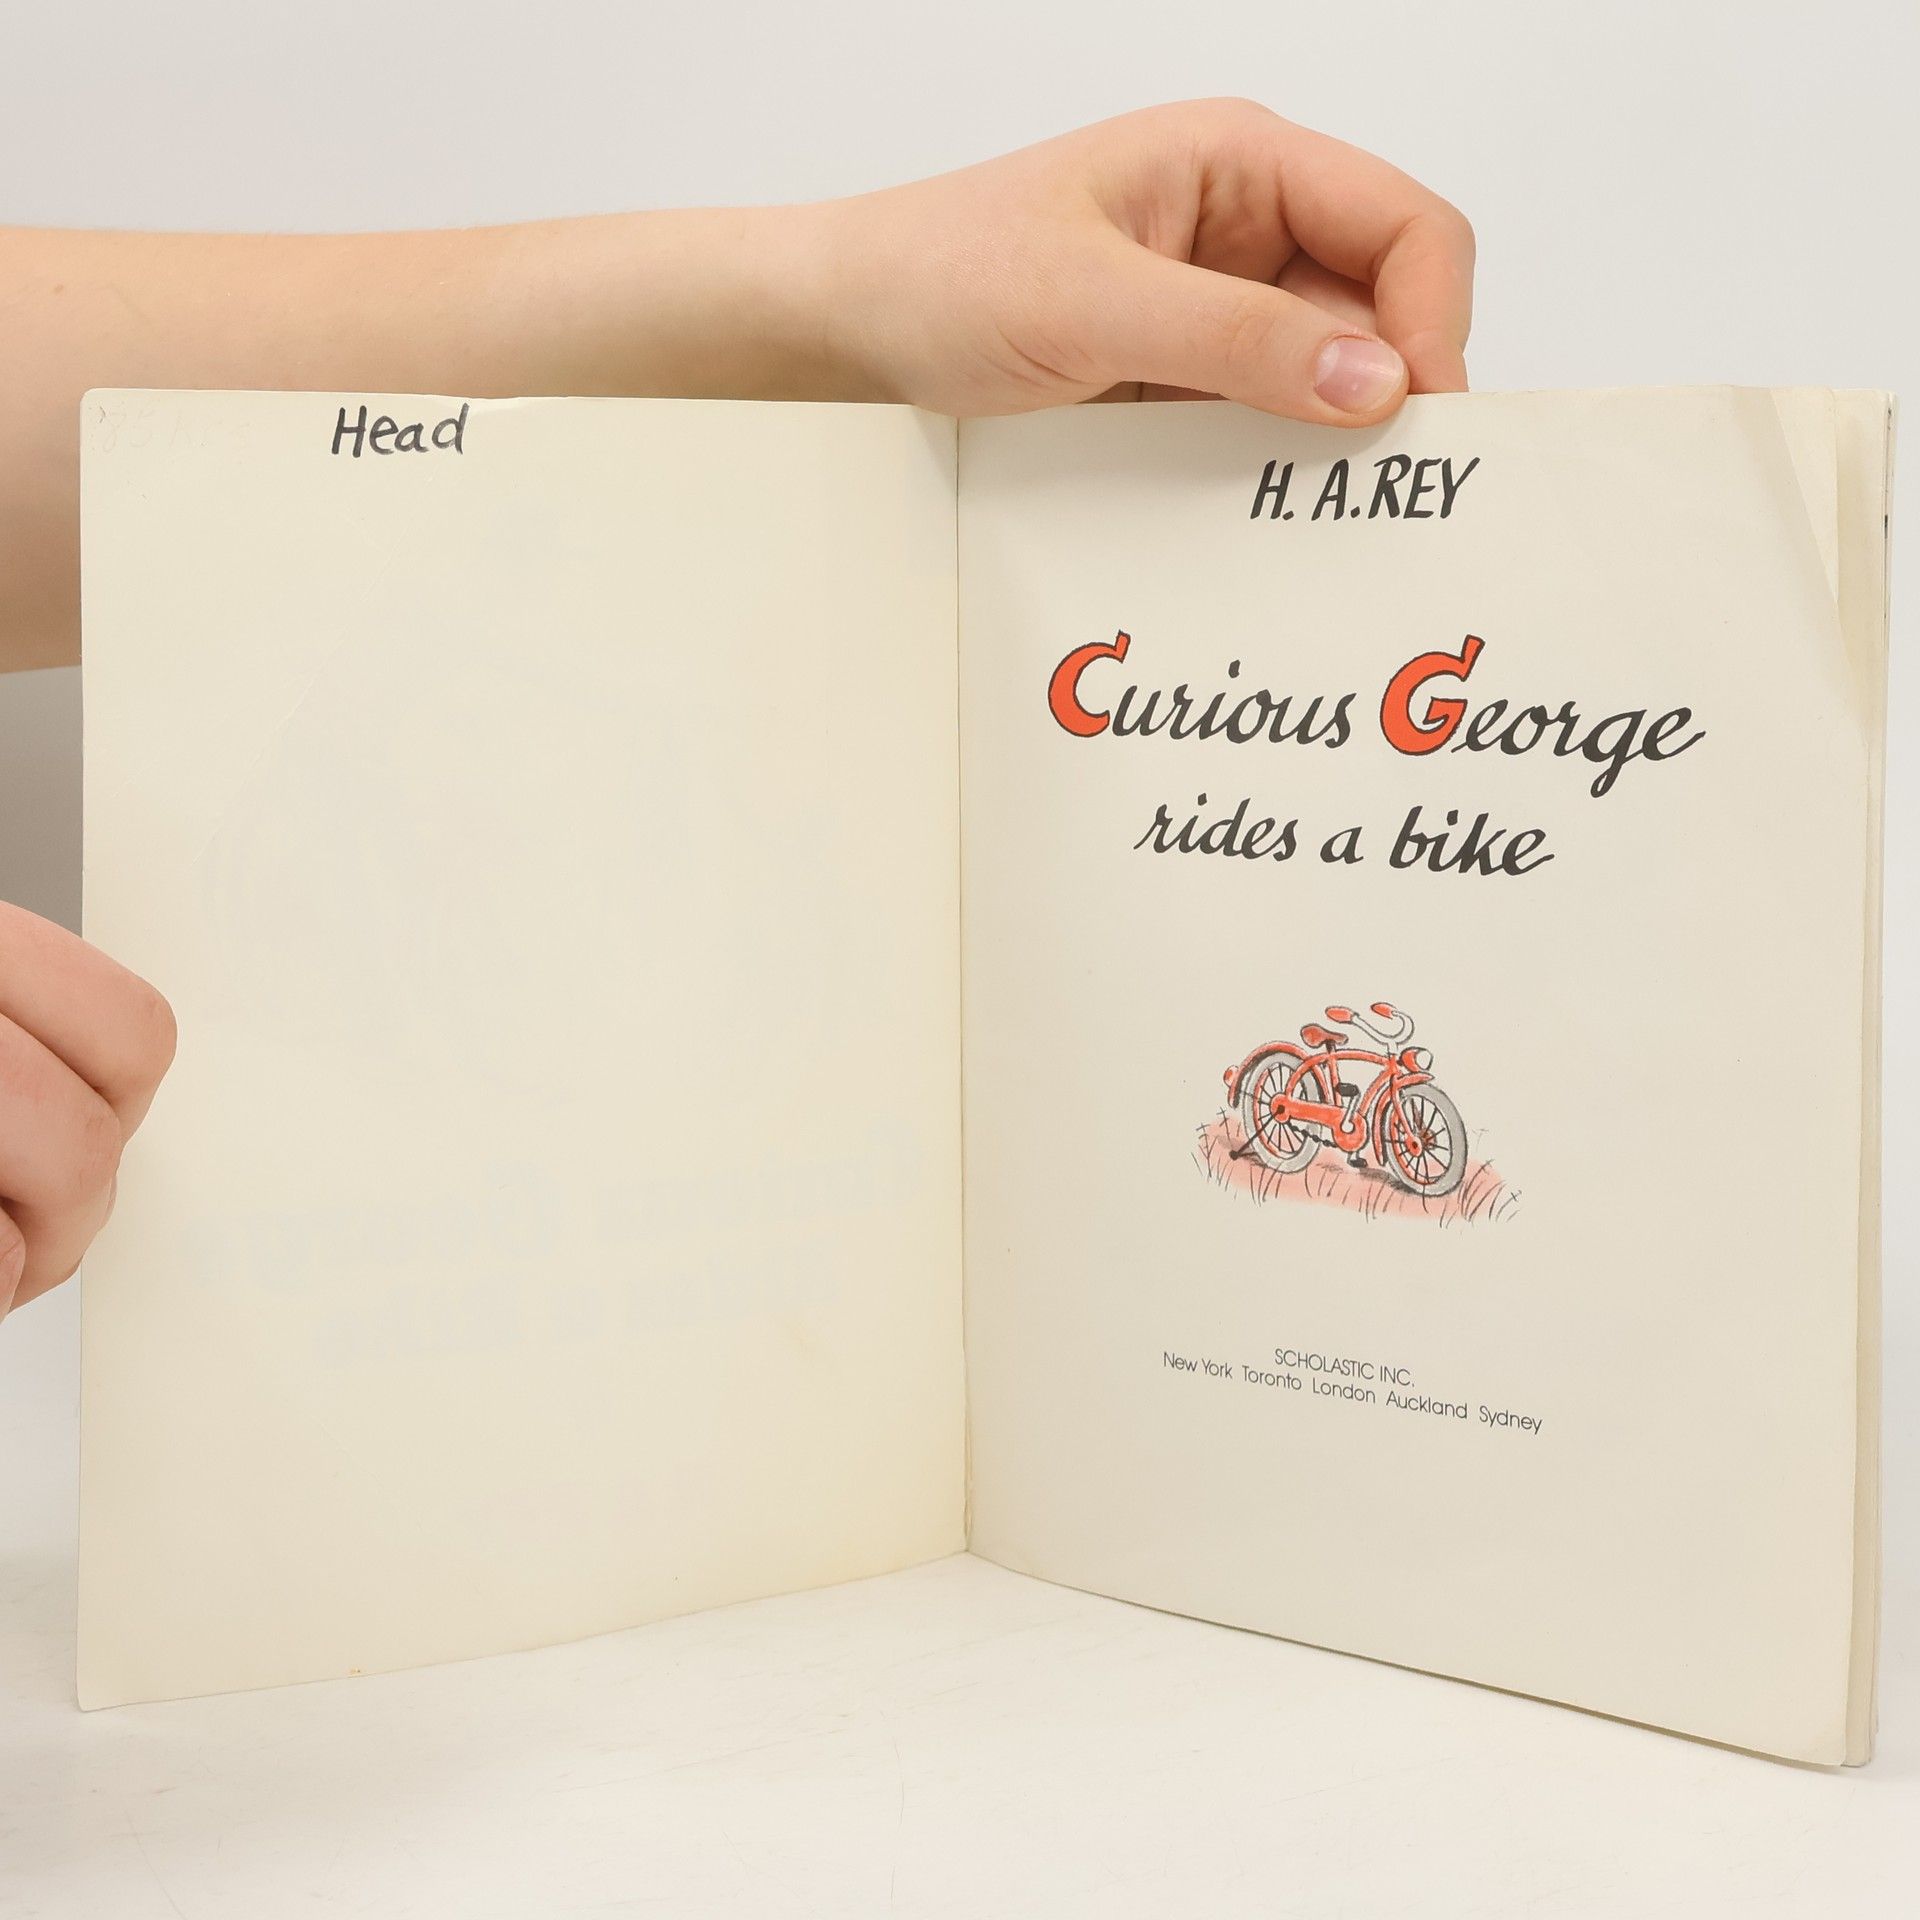 Head
H. A. REY
Curious George
rides a bike
SCHOLASTIC INC.
New York Toronto London Auckland Sydney